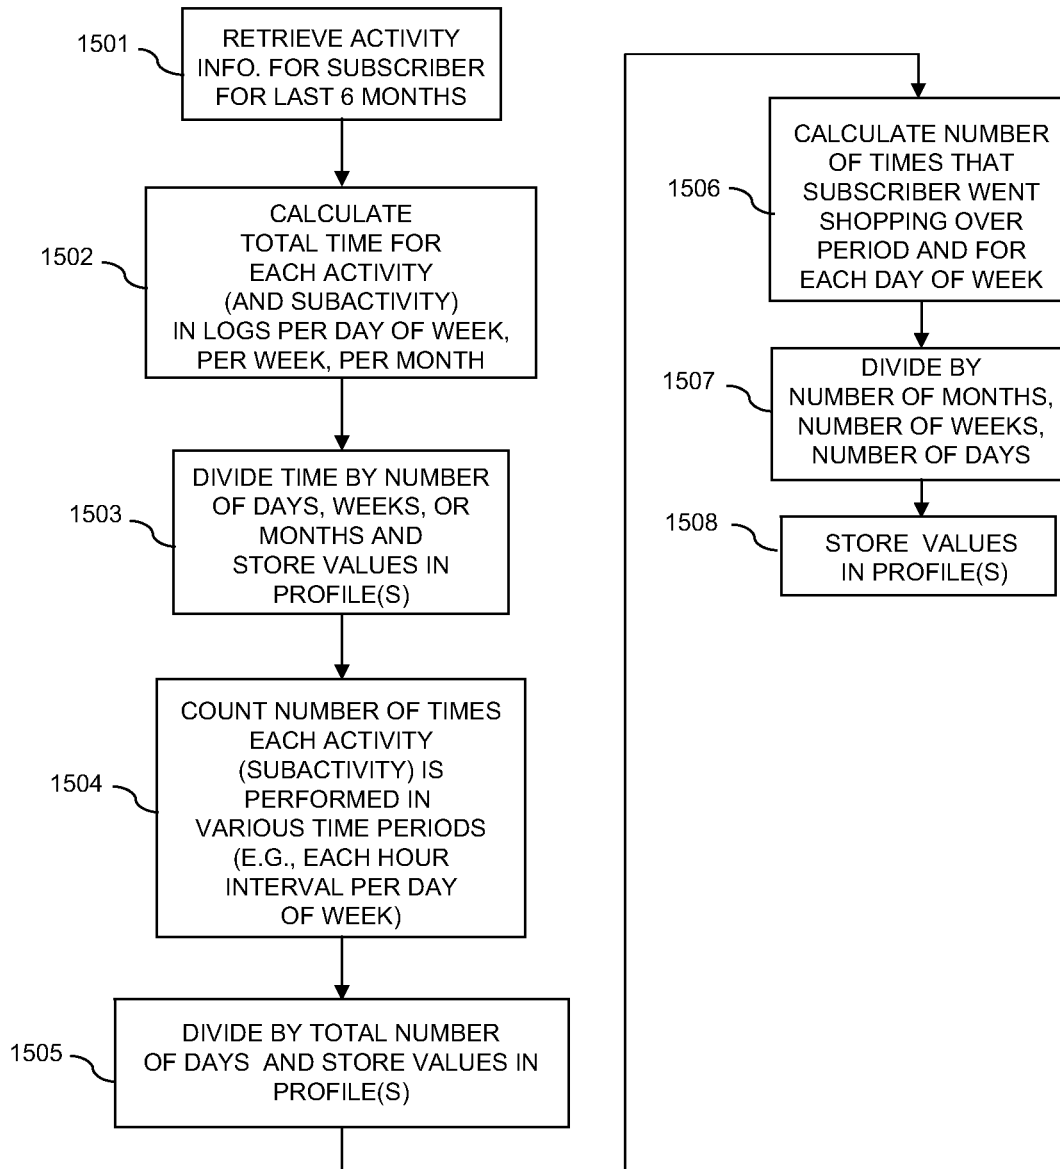 1501
RETRIEVE ACTIVITY
INFO. FOR SUBSCRIBER
FOR LAST 6 MONTHS
1502
CALCULATE
TOTAL TIME FOR
EACH ACTIVITY
(AND SUBACTIVITY)
IN LOGS PER DAY OF WEEK,
PER WEEK, PER MONTH
1503
DIVIDE TIME BY NUMBER
OF DAYS, WEEKS, OR
MONTHS AND
STORE VALUES IN
PROFILE(S)
1504
COUNT NUMBER OF TIMES
EACH ACTIVITY
(SUBACTIVITY) IS
PERFORMED IN
VARIOUS TIME PERIODS
(E.G., EACH HOUR
INTERVAL PER DAY
OF WEEK)
1505
DIVIDE BY TOTAL NUMBER
OF DAYS AND STORE VALUES IN
PROFILE(S)
1506
CALCULATE NUMBER
OF TIMES THAT
SUBSCRIBER WENT
SHOPPING OVER
PERIOD AND FOR
EACH DAY OF WEEK
1507
DIVIDE BY
NUMBER OF MONTHS,
NUMBER OF WEEKS,
NUMBER OF DAYS
1508
STORE VALUES
IN PROFILE(S)